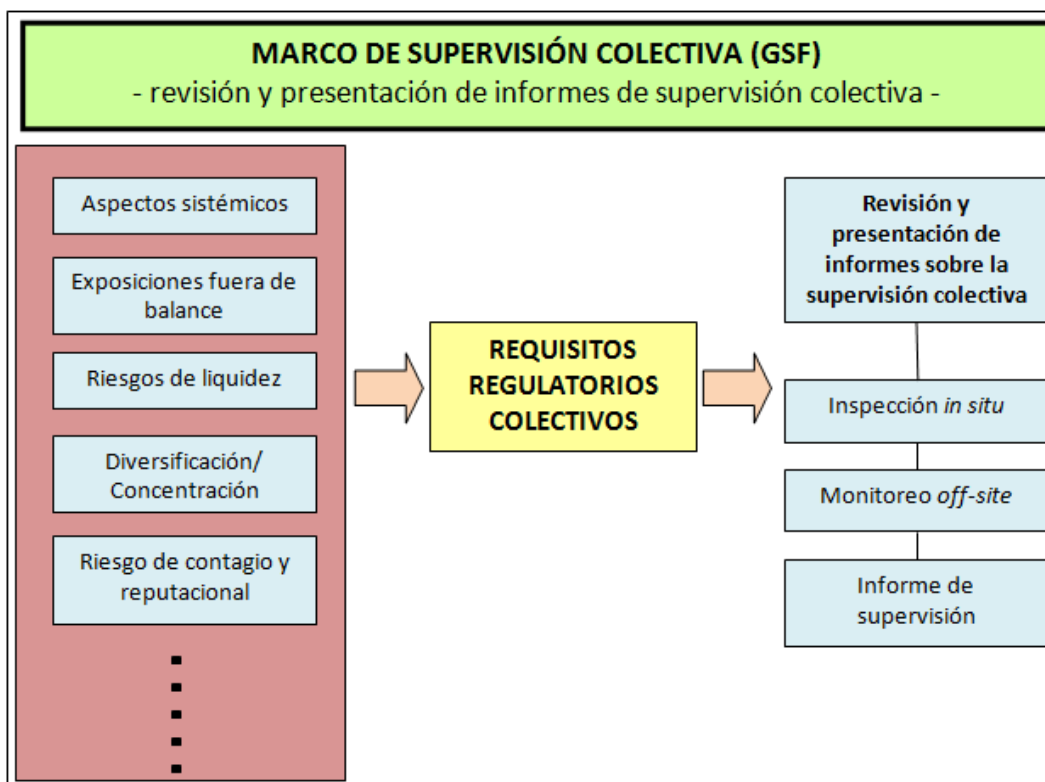 MARCO DE SUPERVISIÓN COLECTIVA (GSF)
- revisión y presentación de informes de supervisión colectiva -
Aspectos sistémicos
Exposiciones fuera de
balance
Riesgos de liquidez
Diversificación/
Concentración
Riesgo de contagio y
reputacional
REQUISITOS
REGULATORIOS
COLECTIVOS
Revisión y
presentación de
informes sobre la
supervisión colectiva
Inspección in situ
Monitoreo off-site
Informe de
supervisión